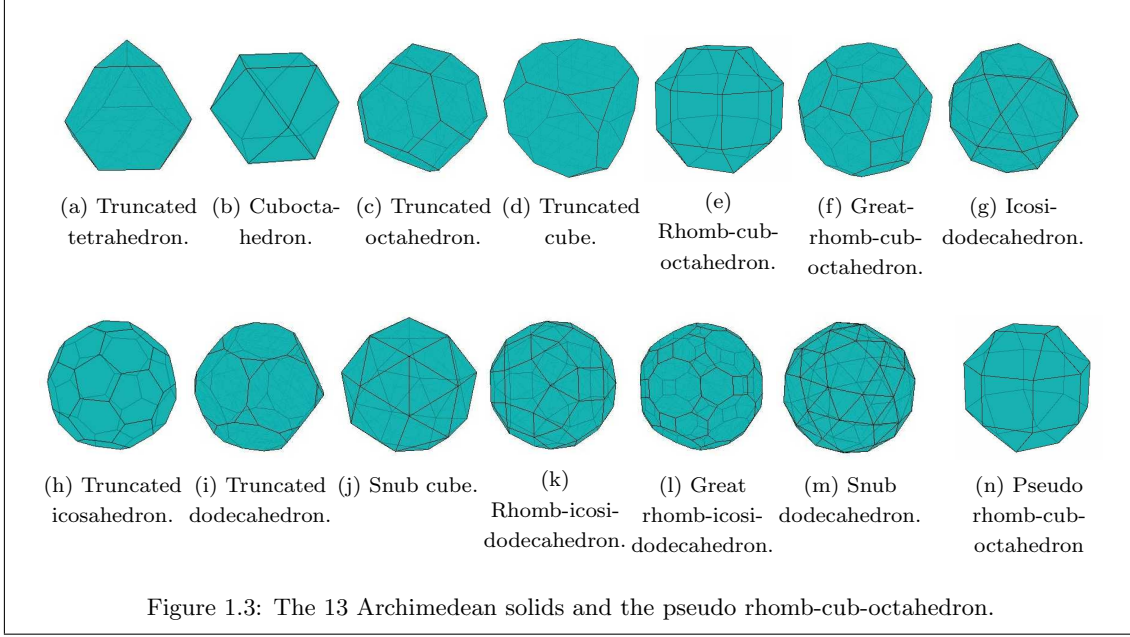 (a) Truncated tetrahedron.
(b) Cubocta-
hedron.
(c) Truncated octahedron.
(d) Truncated cube.
(e)
Rhomb-cub-
octahedron.
(f) Great-
rhomb-cub-
octahedron.
(g) Icosi-
dodecahedron.
(h) Truncated icosahedron.
(i) Truncated dodecahedron.
(j) Snub cube.
(k)
Rhomb-icosi-
dodecahedron.
(l) Great
rhomb-icosi-
dodecahedron.
(m) Snub
dodecahedron.
(n) Pseudo
rhomb-cub-
octahedron
Figure 1.3: The 13 Archimedean solids and the pseudo rhomb-cub-octahedron.